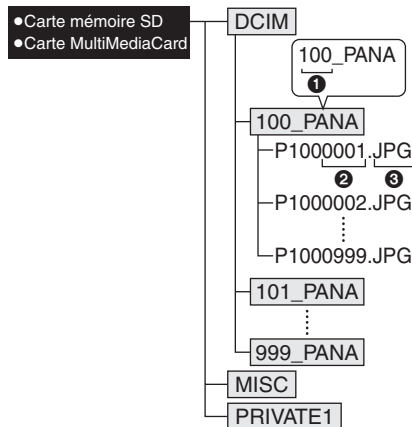 ●Carte mémoire SD
●Carte MultiMediaCard
DCIM
100_PANA
❶
100_PANA
P1000001.JPG
❷ ❸
P1000002.JPG
P1000999.JPG
101_PANA
999_PANA
MISC
PRIVATE1